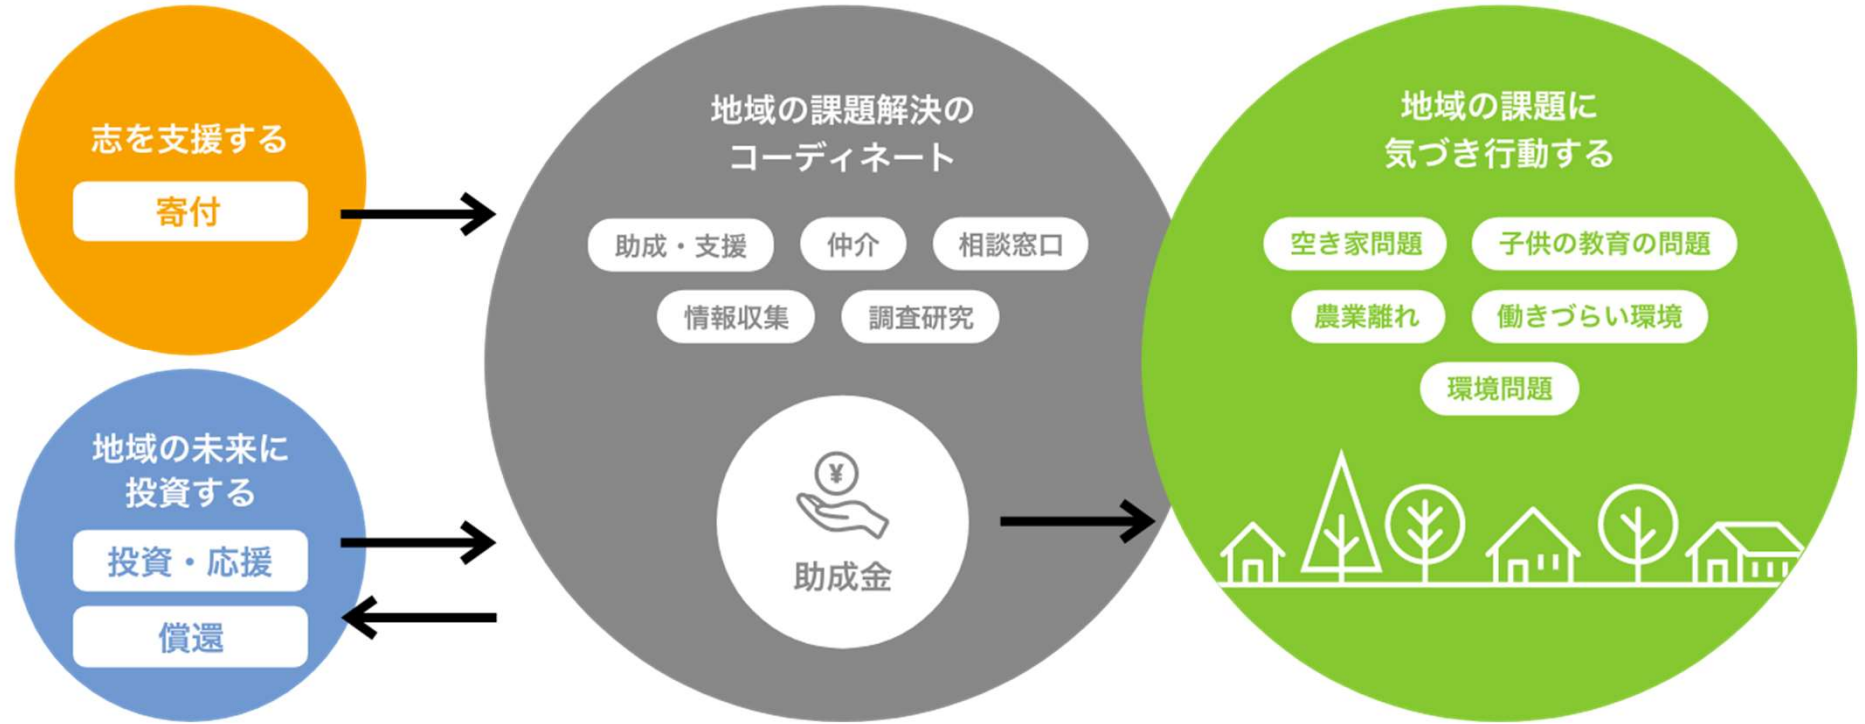 志を支援する
寄付
地域の未来に
投資する
投資・応援
償還
地域の課題解決の
コーディネート
助成・支援
仲介
相談窓口
情報収集
調査研究
¥
助成金
地域の課題に
気づき行動する
空き家問題
子供の教育の問題
農業離れ
働きづらい環境
環境問題